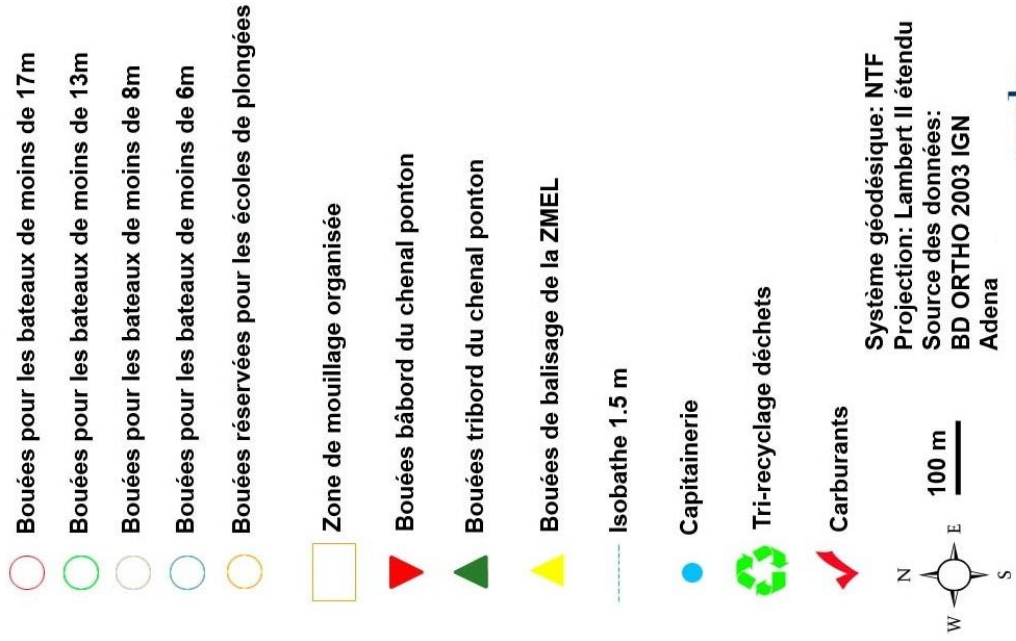 Bouées pour les bateaux de moins de 17m
Bouées pour les bateaux de moins de 13m
Bouées pour les bateaux de moins de 8m
Bouées pour les bateaux de moins de 6m
Bouées réservées pour les écoles de plongées
Zone de mouillage organisée
Bouées bâbord du chenal ponton
Bouées tribord du chenal ponton
Bouées de balisage de la ZMEL
Isobathe 1.5 m
Capitainerie
Tri-recyclage déchets
Carburants
N
W
E
S
100 m
Système géodésique: NTF
Projection: Lambert II étendu
Source des données:
BD ORTHO 2003 IGN
Adena